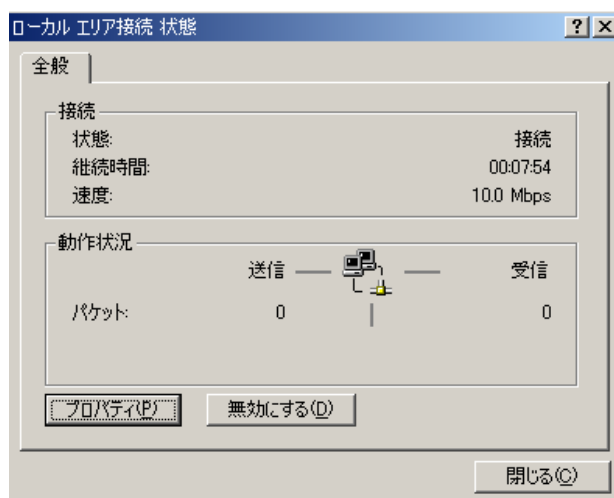 ローカル エリア接続 状態
全般
接続
状態: 接続
継続時間: 00:07:54
速度: 10.0 Mbps
動作状況
送信 受信
パケット: 0 0
プロパティ(P) 無効にする(D)
閉じる(C)